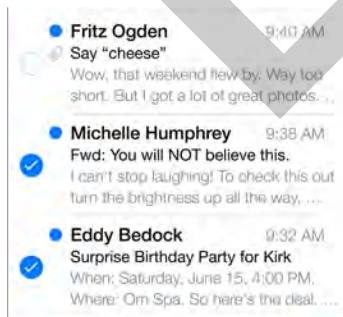 Fritz Ogden 9:40 AM
Say “cheese”
Wow, that weekend flew by. Way too
short. But I got a lot of great photos. …
Michelle Humphrey 9:38 AM
Fwd: You will NOT believe this.
I can't stop laughing! To check this out
turn the brightness up all the way, ....
Eddy Bedock 9:32 AM
Surprise Birthday Party for Kirk
When: Saturday, June 15, 4:00 PM.
Where: Om Spa. So here's the deal. ....